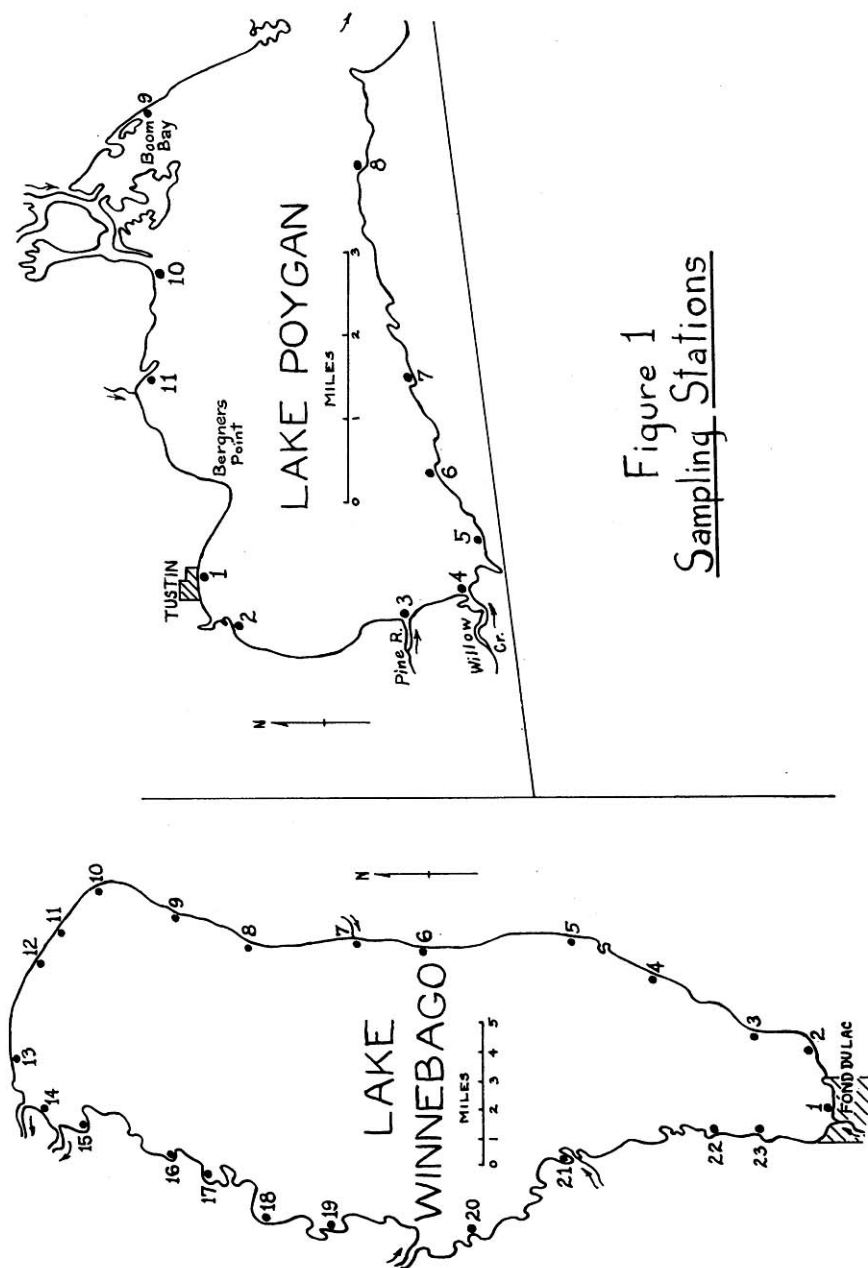 TUSTIN
1
2
Bergners
Point
11
10
Boom
Bay
9
LAKE POYGAN
MILES
0 1 2 3
Pine R.
3
Willow
Cr.
4
5
6
7
8
N
LAKE
WINNEBAGO
MILES
0 1 2 3 4 5
N
1
2
3
4
5
6
7
8
9
10
11
12
13
14
15
16
17
18
19
20
21
22
23
FOND DU LAC
Figure 1
Sampling Stations